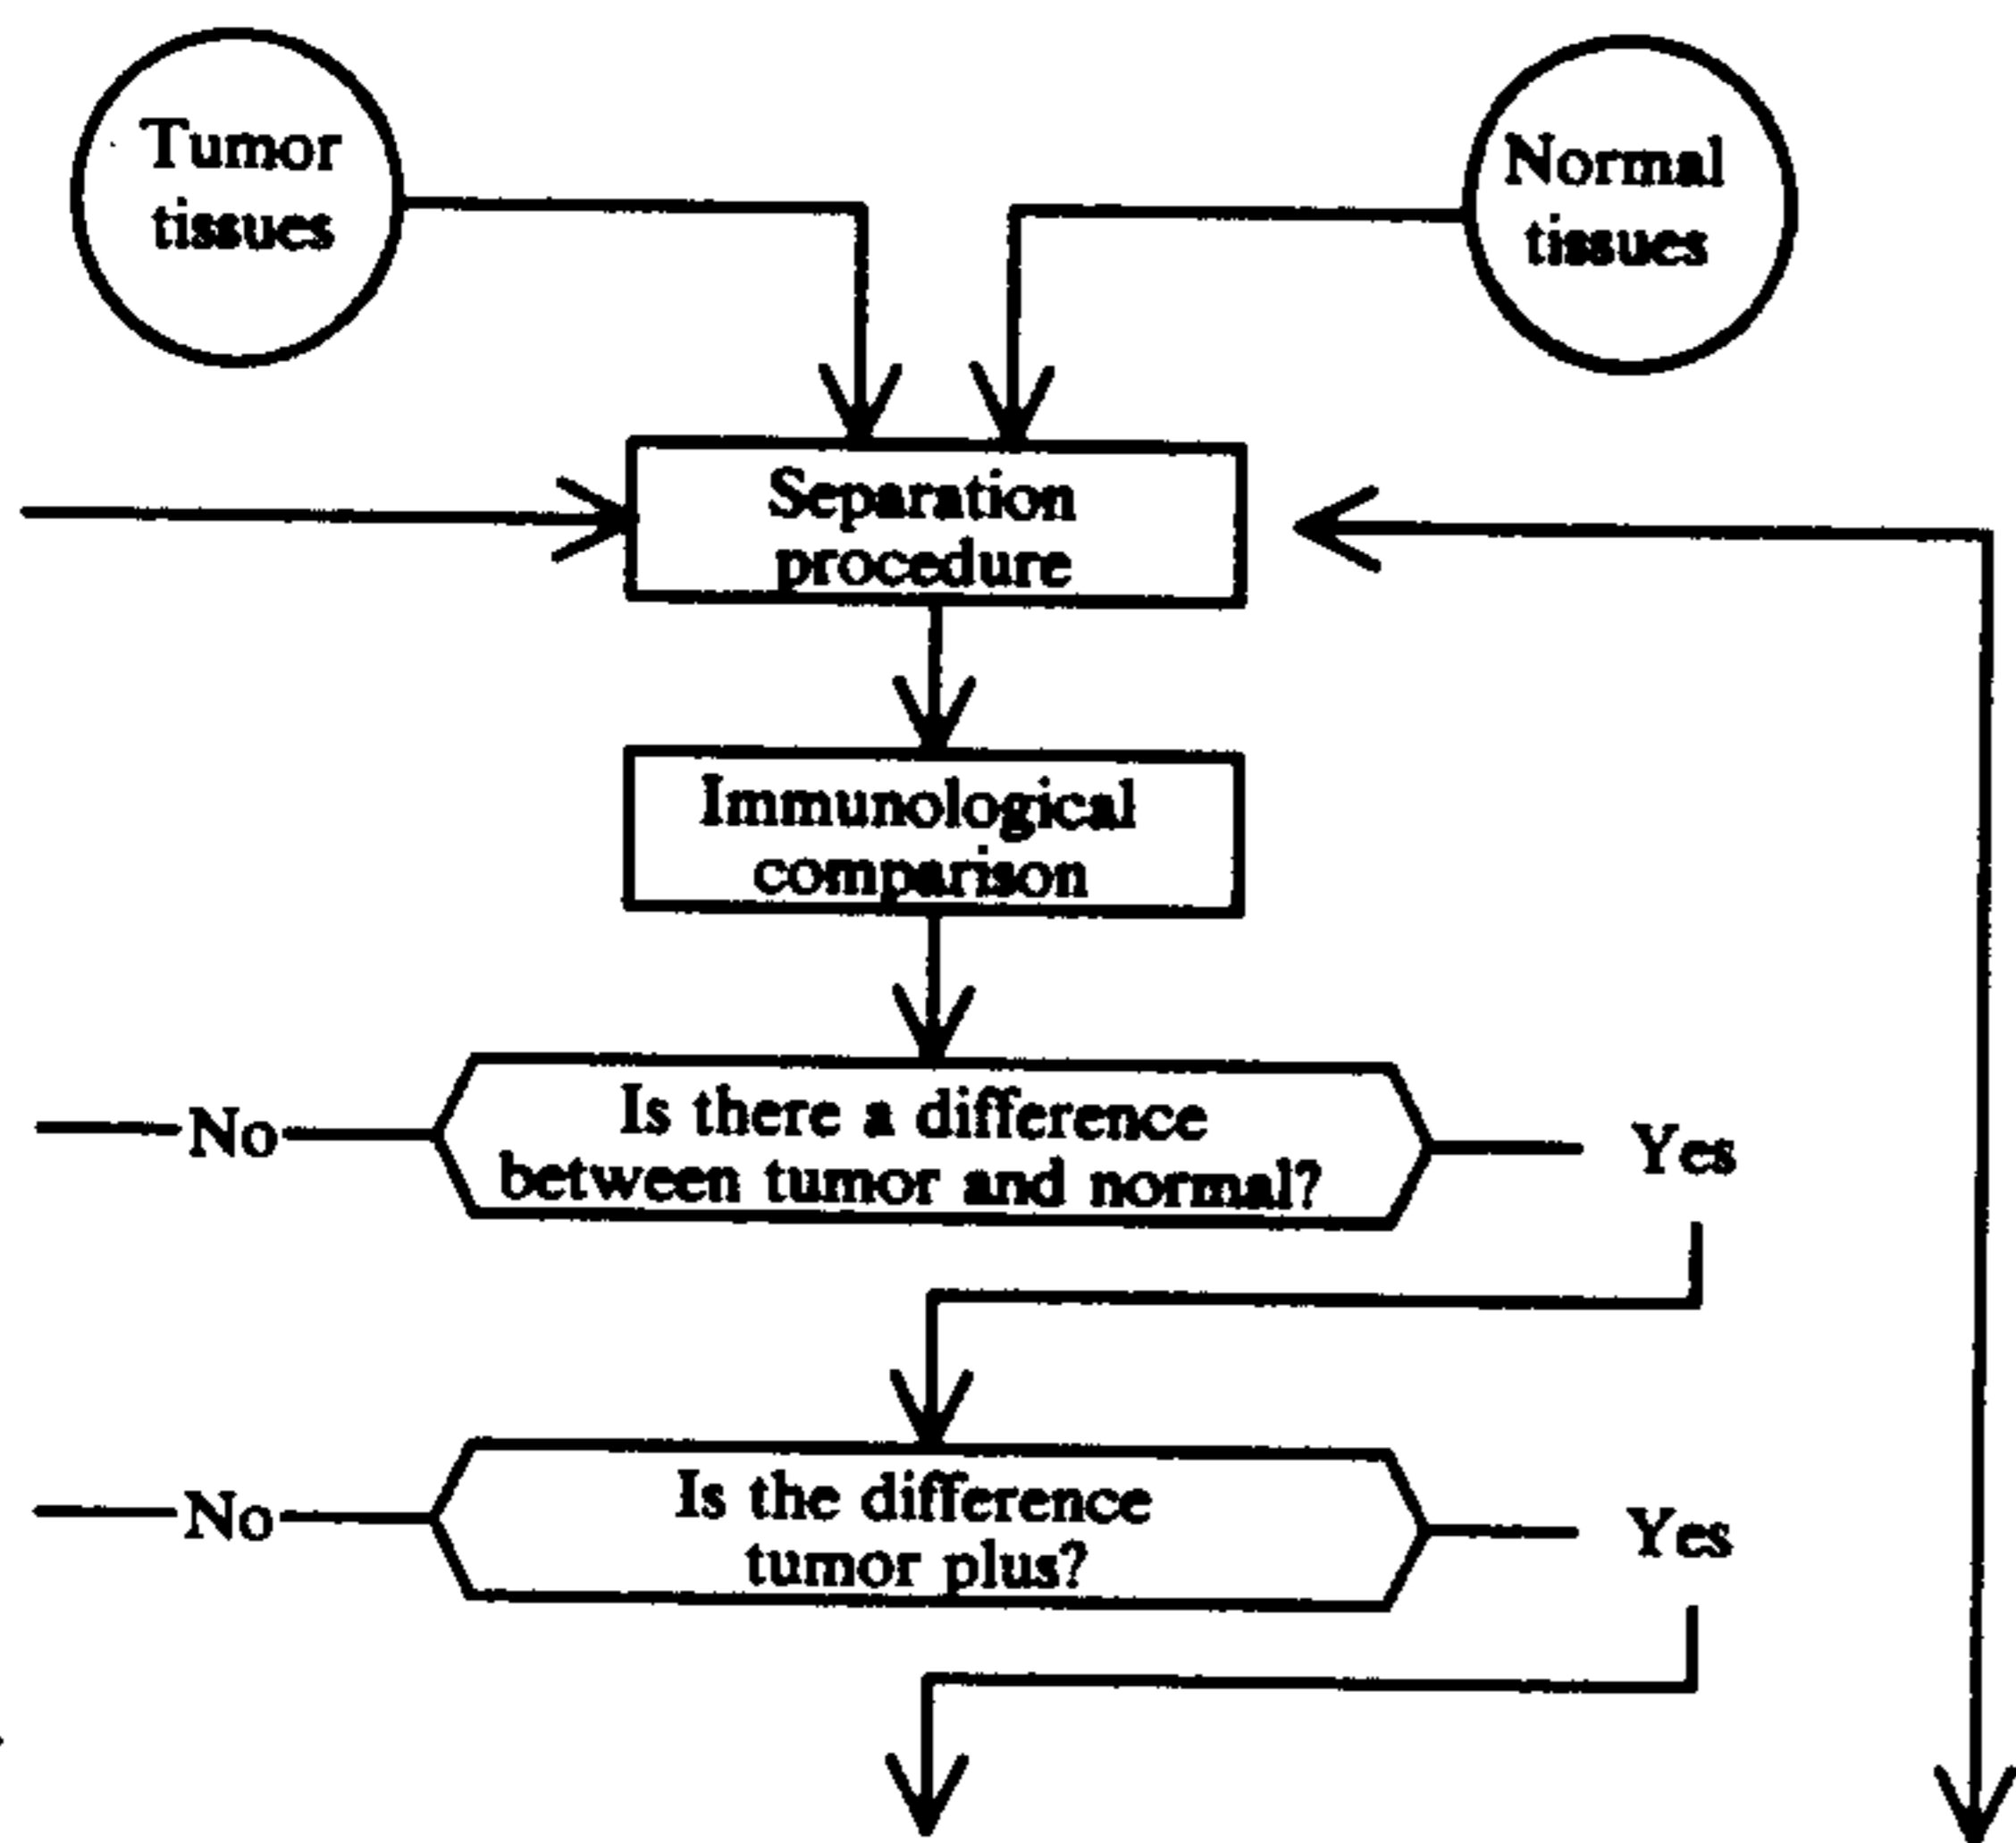 Tumor
tissues
Normal
tissues
Separation
procedure
Immunological
comparison
Is there a difference
between tumor and normal?
No
Yes
Is the difference
tumor plus?
No
Yes